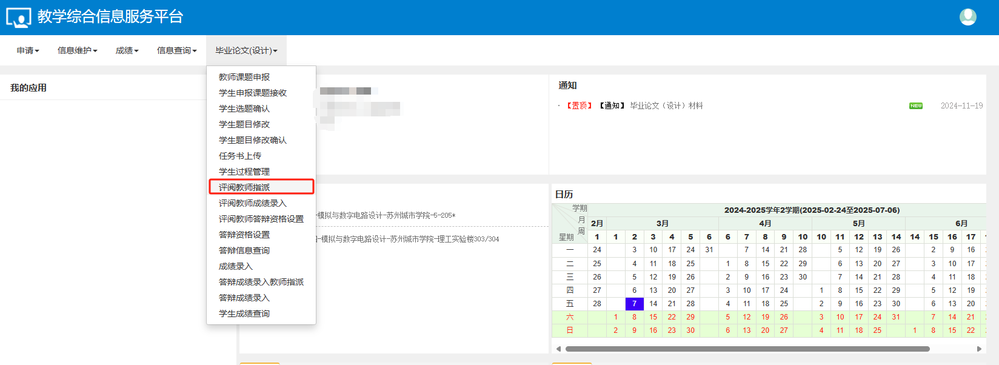 教学综合信息服务平台
申请 信息维护 成绩 信息查询 毕业论文(设计)
我的应用
教师课题申报
学生申报课题接收
学生选题确认
学生题目修改
学生题目修改确认
任务书上传
学生过程管理
评阅教师指派
评阅教师成绩录入
评阅教师答辩资格设置
答辩资格设置
答辩信息查询
成绩录入
答辩成绩录入教师指派
答辩成绩录入
学生成绩查询
-模拟与数字电路设计-苏州城市学院-5-205*
-模拟与数字电路设计-苏州城市学院-理工实验楼303/304
通知
· 【置顶】 【通知】 毕业论文（设计）材料 NEW 2024-11-19
日历
学期 2024-2025学年2学期(2025-02-24至2025-07-06)
月 2月 3月 4月 5月 6月
周
星期 1 1 2 3 4 5 6 6 7 8 9 10 10 11 12 13 14 14 15 16 17
一 24 3 10 17 24 31 7 14 21 28 5 12 19 26 2 9 16
二 25 4 11 18 25 1 8 15 22 29 6 13 20 27 3 10 17
三 26 5 12 19 26 2 9 16 23 30 7 14 21 28 4 11 18
四 27 6 13 20 27 3 10 17 24 1 8 15 22 29 5 12 19
五 28 7 14 21 28 4 11 18 25 2 9 16 23 30 6 13 20
六 1 8 15 22 29 5 12 19 26 3 10 17 24 31 7 14 21
日 2 9 16 23 30 6 13 20 27 4 11 18 25 1 8 15 22